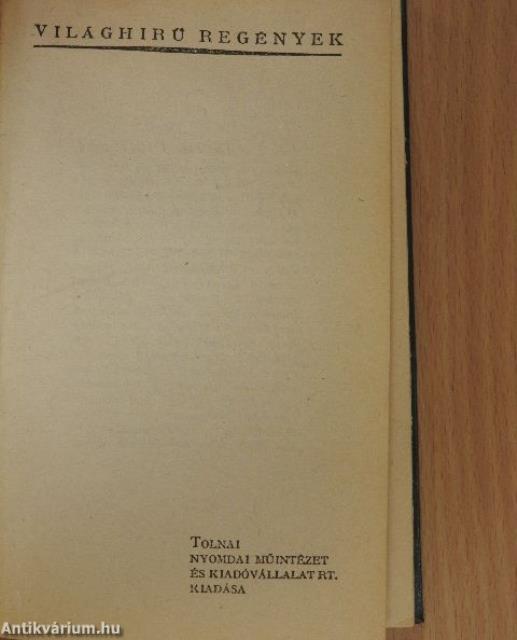 VILÁGHIRŰ REGÉNYEK
TOLNAI
NYOMDAI MŰINTÉZET
ÉS KIADÓVÁLLALAT RT.
KIADÁSA
Antikvárium.hu